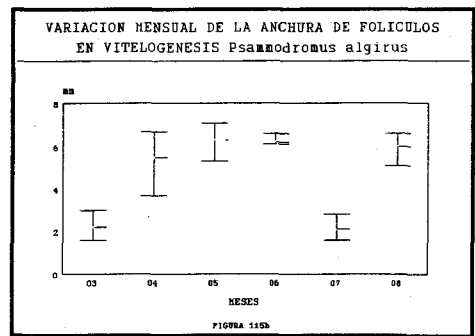 VARIACION MENSUAL DE LA ANCHURA DE FOLICULOS
EN VITELOGENESIS Psammodromus algirus
mm
8
6
4
2
0
03 04 05 06 07 08
MESES
FIGURA 115b